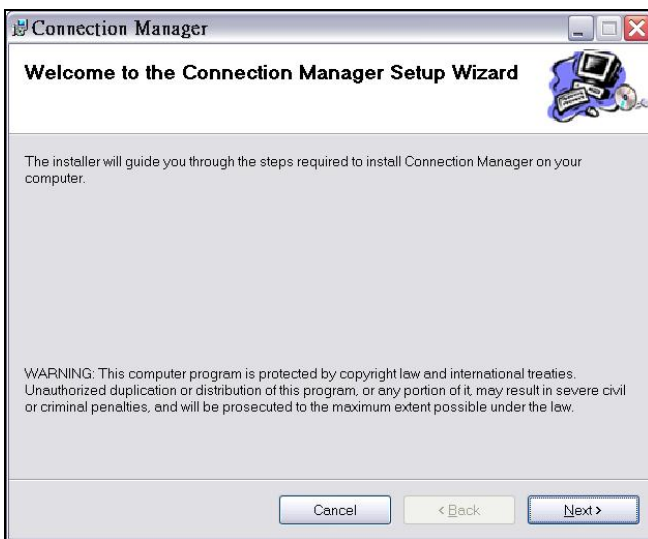 Connection Manager
Welcome to the Connection Manager Setup Wizard
The installer will guide you through the steps required to install Connection Manager on your
computer.
WARNING: This computer program is protected by copyright law and international treaties.
Unauthorized duplication or distribution of this program, or any portion of it, may result in severe civil
or criminal penalties, and will be prosecuted to the maximum extent possible under the law.
Cancel
< Back
Next >